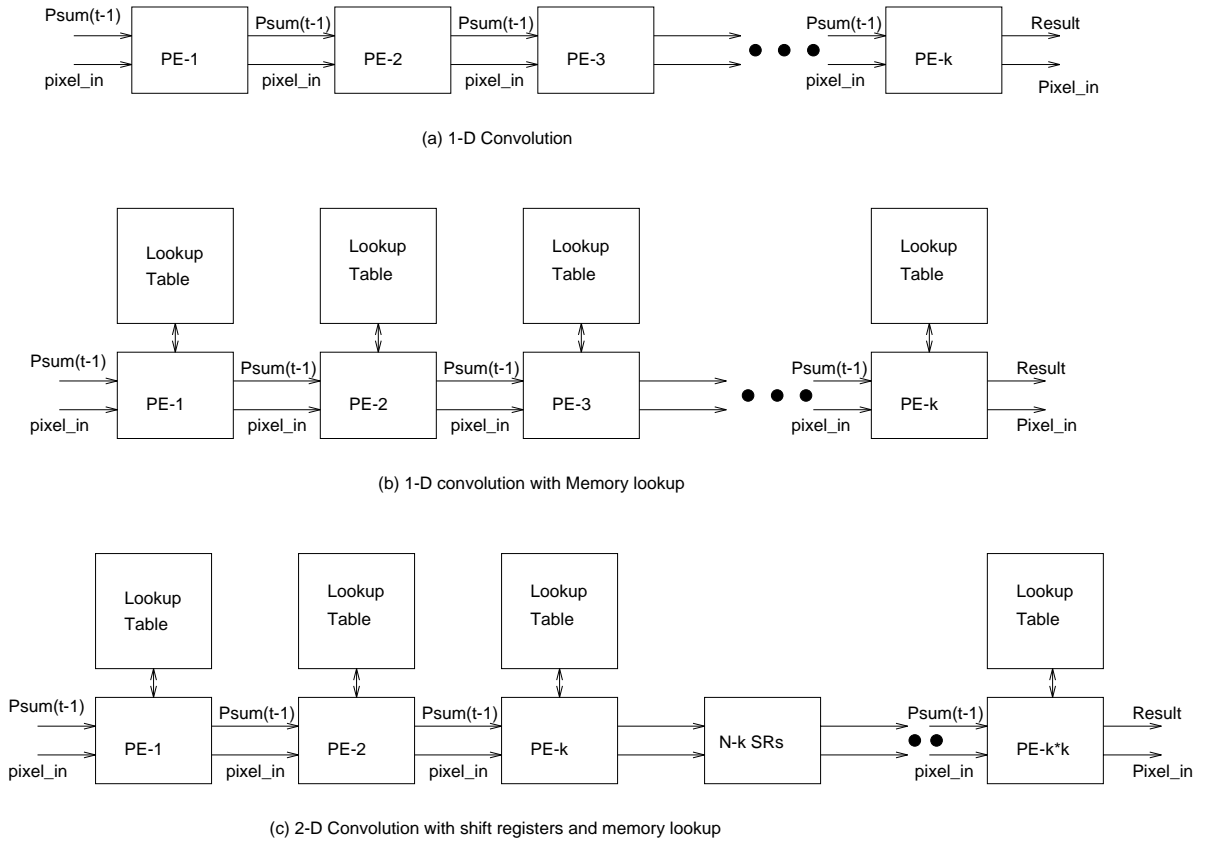 Psum(t-1) Psum(t-1) Psum(t-1) Psum(t-1) Result
PE-1 PE-2 PE-3 PE-k
pixel_in pixel_in pixel_in pixel_in Pixel_in
(a) 1-D Convolution
Lookup Lookup Lookup Lookup
Table Table Table Table
Psum(t-1) Psum(t-1) Psum(t-1) Psum(t-1) Result
PE-1 PE-2 PE-3 PE-k
pixel_in pixel_in pixel_in pixel_in Pixel_in
(b) 1-D convolution with Memory lookup
Lookup Lookup Lookup Lookup
Table Table Table Table
Psum(t-1) Psum(t-1) Psum(t-1) Psum(t-1) Result
PE-1 PE-2 PE-k N-k SRs PE-k*k
pixel_in pixel_in pixel_in pixel_in Pixel_in
(c) 2-D Convolution with shift registers and memory lookup